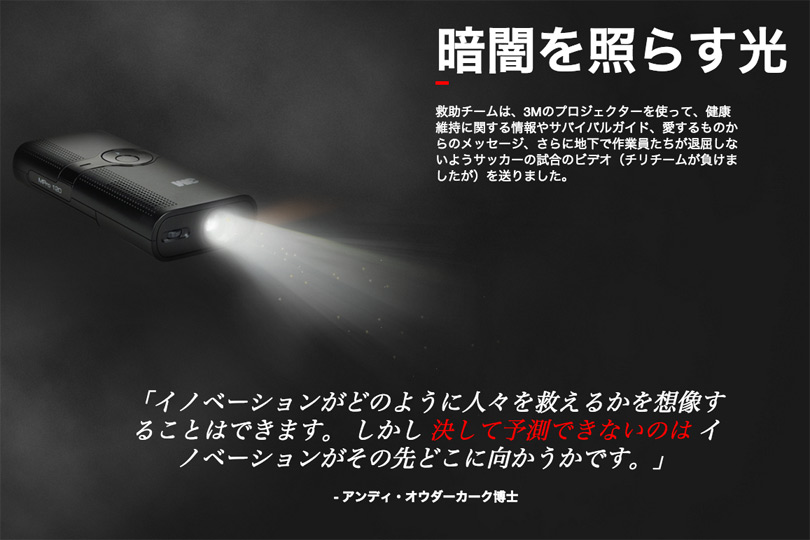 暗闇を照らす光
救助チームは、3Mのプロジェクターを使って、健康
維持に関する情報やサバイバルガイド、愛するものか
らのメッセージ、さらに地下で作業員たちが退屈しな
いようサッカーの試合のビデオ（チリチームが負けま
したが）を送りました。
3M
MPro 120
「イノベーションがどのように人々を救えるかを想像す
ることはできます。 しかし 決して予測できないのは イ
ノベーションがその先どこに向かうかです。」
- アンディ・オウダーカーク博士